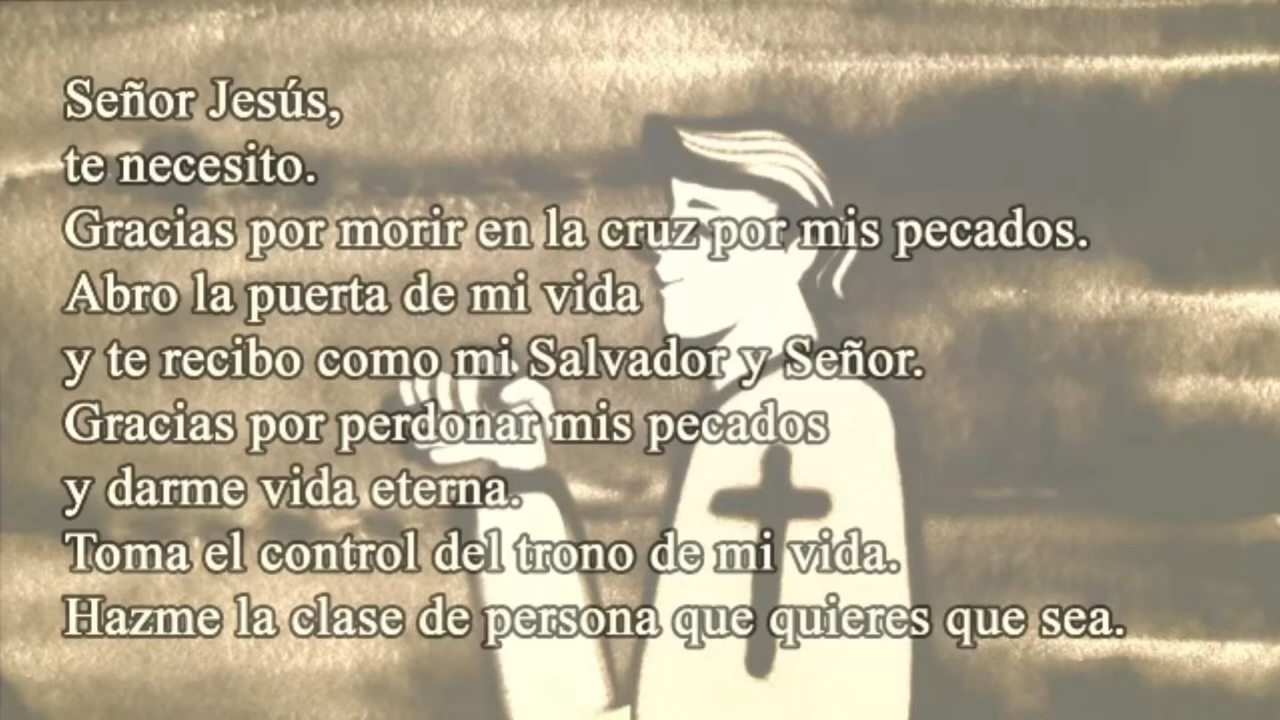 Señor Jesús,
te necesito.
Gracias por morir en la cruz por mis pecados.
Abro la puerta de mi vida
y te recibo como mi Salvador y Señor.
Gracias por perdonar mis pecados
y darme vida eterna.
Toma el control del trono de mi vida.
Hazme la clase de persona que quieres que sea.